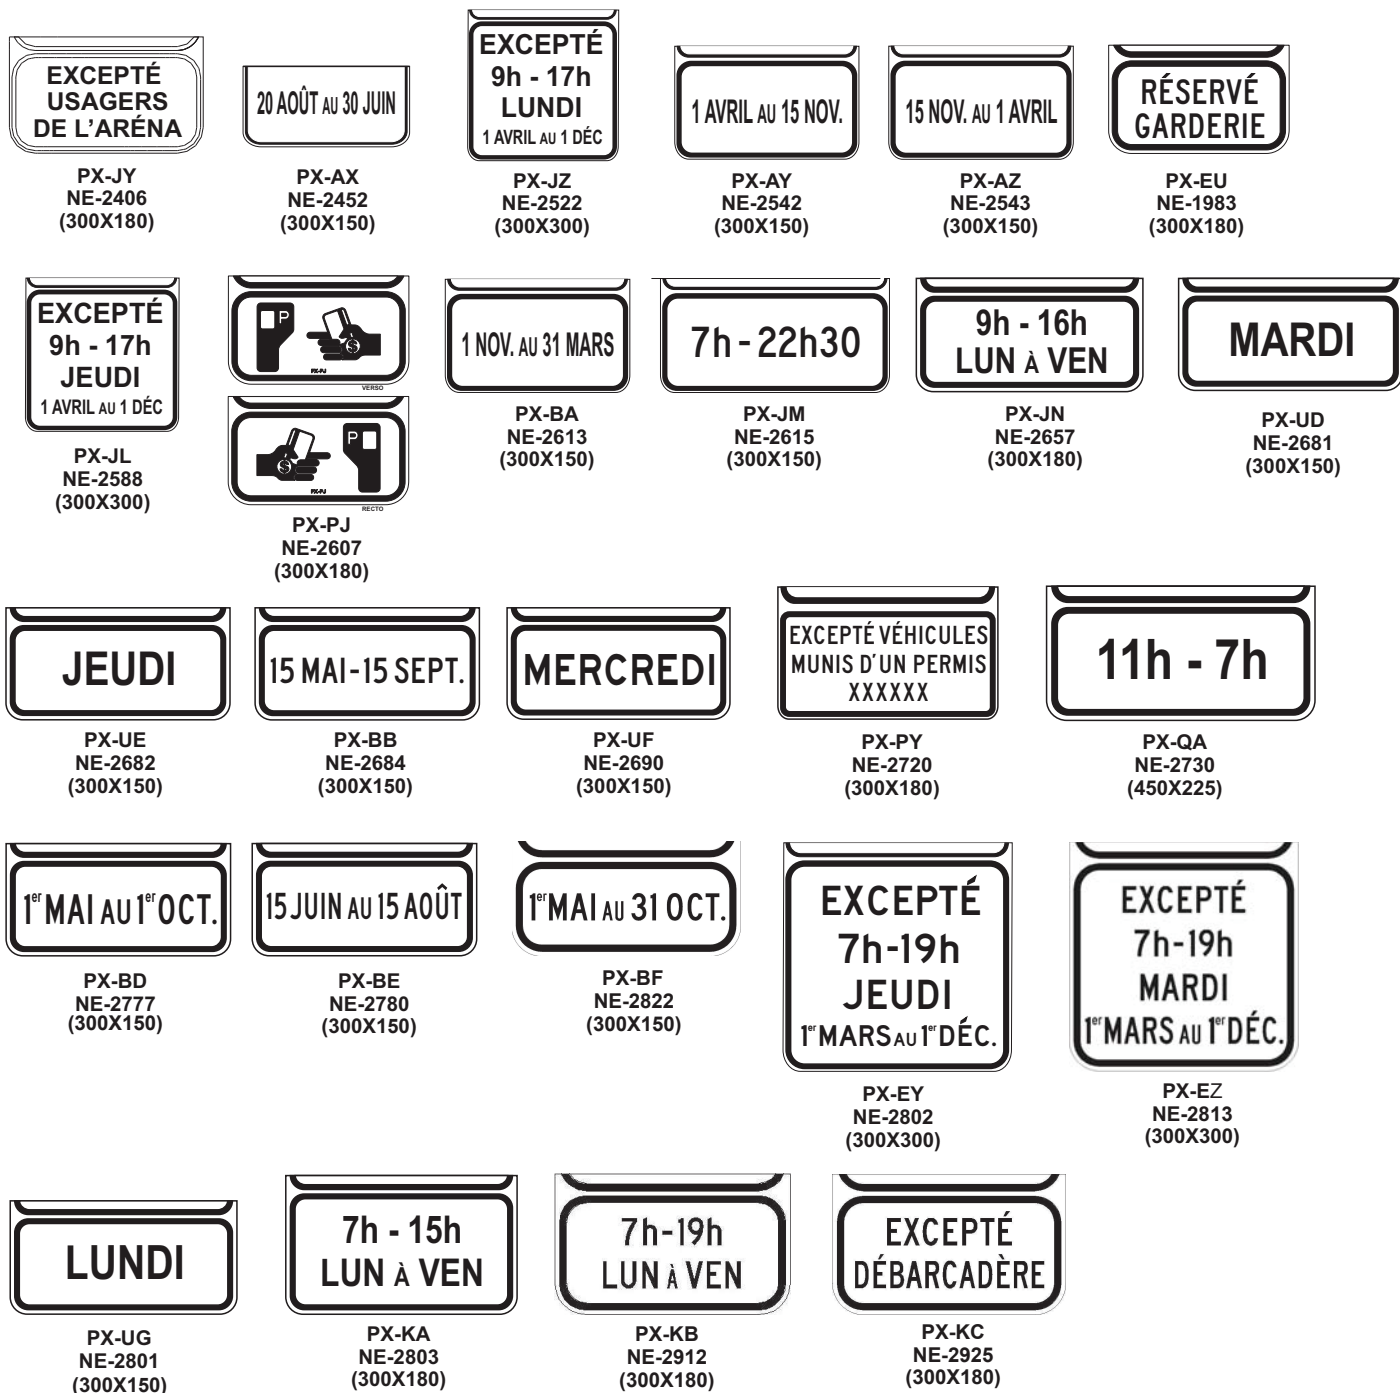 EXCEPTÉ
USAGERS
DE L'ARÉNA
PX-JY
NE-2406
(300X180)
20 AOÛT AU 30 JUIN
PX-AX
NE-2452
(300X150)
EXCEPTÉ
9h - 17h
LUNDI
1 AVRIL AU 1 DÉC
PX-JZ
NE-2522
(300X300)
1 AVRIL AU 15 NOV.
PX-AY
NE-2542
(300X150)
15 NOV. AU 1 AVRIL
PX-AZ
NE-2543
(300X150)
RÉSERVÉ
GARDERIE
PX-EU
NE-1983
(300X180)
EXCEPTÉ
9h - 17h
JEUDI
1 AVRIL AU 1 DÉC
PX-JL
NE-2588
(300X300)
P
$
PX-PJ
VERSO
P
$
PX-PJ
RECTO
PX-PJ
NE-2607
(300X180)
1 NOV. AU 31 MARS
PX-BA
NE-2613
(300X150)
7h - 22h30
PX-JM
NE-2615
(300X150)
9h - 16h
LUN À VEN
PX-JN
NE-2657
(300X180)
MARDI
PX-UD
NE-2681
(300X150)
JEUDI
PX-UE
NE-2682
(300X150)
15 MAI-15 SEPT.
PX-BB
NE-2684
(300X150)
MERCREDI
PX-UF
NE-2690
(300X150)
EXCEPTÉ VÉHICULES
MUNIS D'UN PERMIS
XXXXXX
PX-PY
NE-2720
(300X180)
11h - 7h
PX-QA
NE-2730
(450X225)
1er MAI AU 1er OCT.
PX-BD
NE-2777
(300X150)
15 JUIN AU 15 AOÛT
PX-BE
NE-2780
(300X150)
1er MAI AU 31 OCT.
PX-BF
NE-2822
(300X150)
EXCEPTÉ
7h-19h
JEUDI
1er MARS AU 1er DÉC.
PX-EY
NE-2802
(300X300)
EXCEPTÉ
7h-19h
MARDI
1er MARS AU 1er DÉC.
PX-EZ
NE-2813
(300X300)
LUNDI
PX-UG
NE-2801
(300X150)
7h - 15h
LUN À VEN
PX-KA
NE-2803
(300X180)
7h-19h
LUN À VEN
PX-KB
NE-2912
(300X180)
EXCEPTÉ
DÉBARCADÈRE
PX-KC
NE-2925
(300X180)